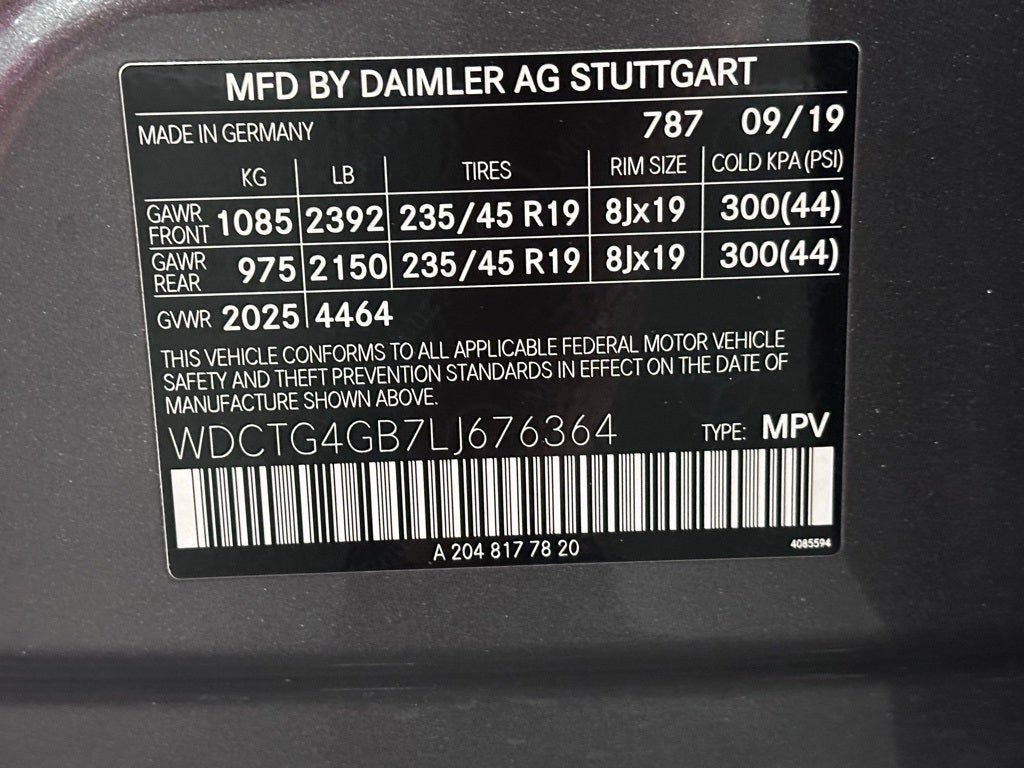 MFD BY DAIMLER AG STUTTGART
MADE IN GERMANY 787 09/19
KG LB TIRES RIM SIZE COLD KPA (PSI)
GAWR FRONT 1085 2392 235/45 R19 8Jx19 300(44)
GAWR REAR 975 2150 235/45 R19 8Jx19 300(44)
GVWR 2025 4464
THIS VEHICLE CONFORMS TO ALL APPLICABLE FEDERAL MOTOR VEHICLE
SAFETY AND THEFT PREVENTION STANDARDS IN EFFECT ON THE DATE OF
MANUFACTURE SHOWN ABOVE.
WDCTG4GB7LJ676364 TYPE: MPV
A 204 817 78 20 4085594